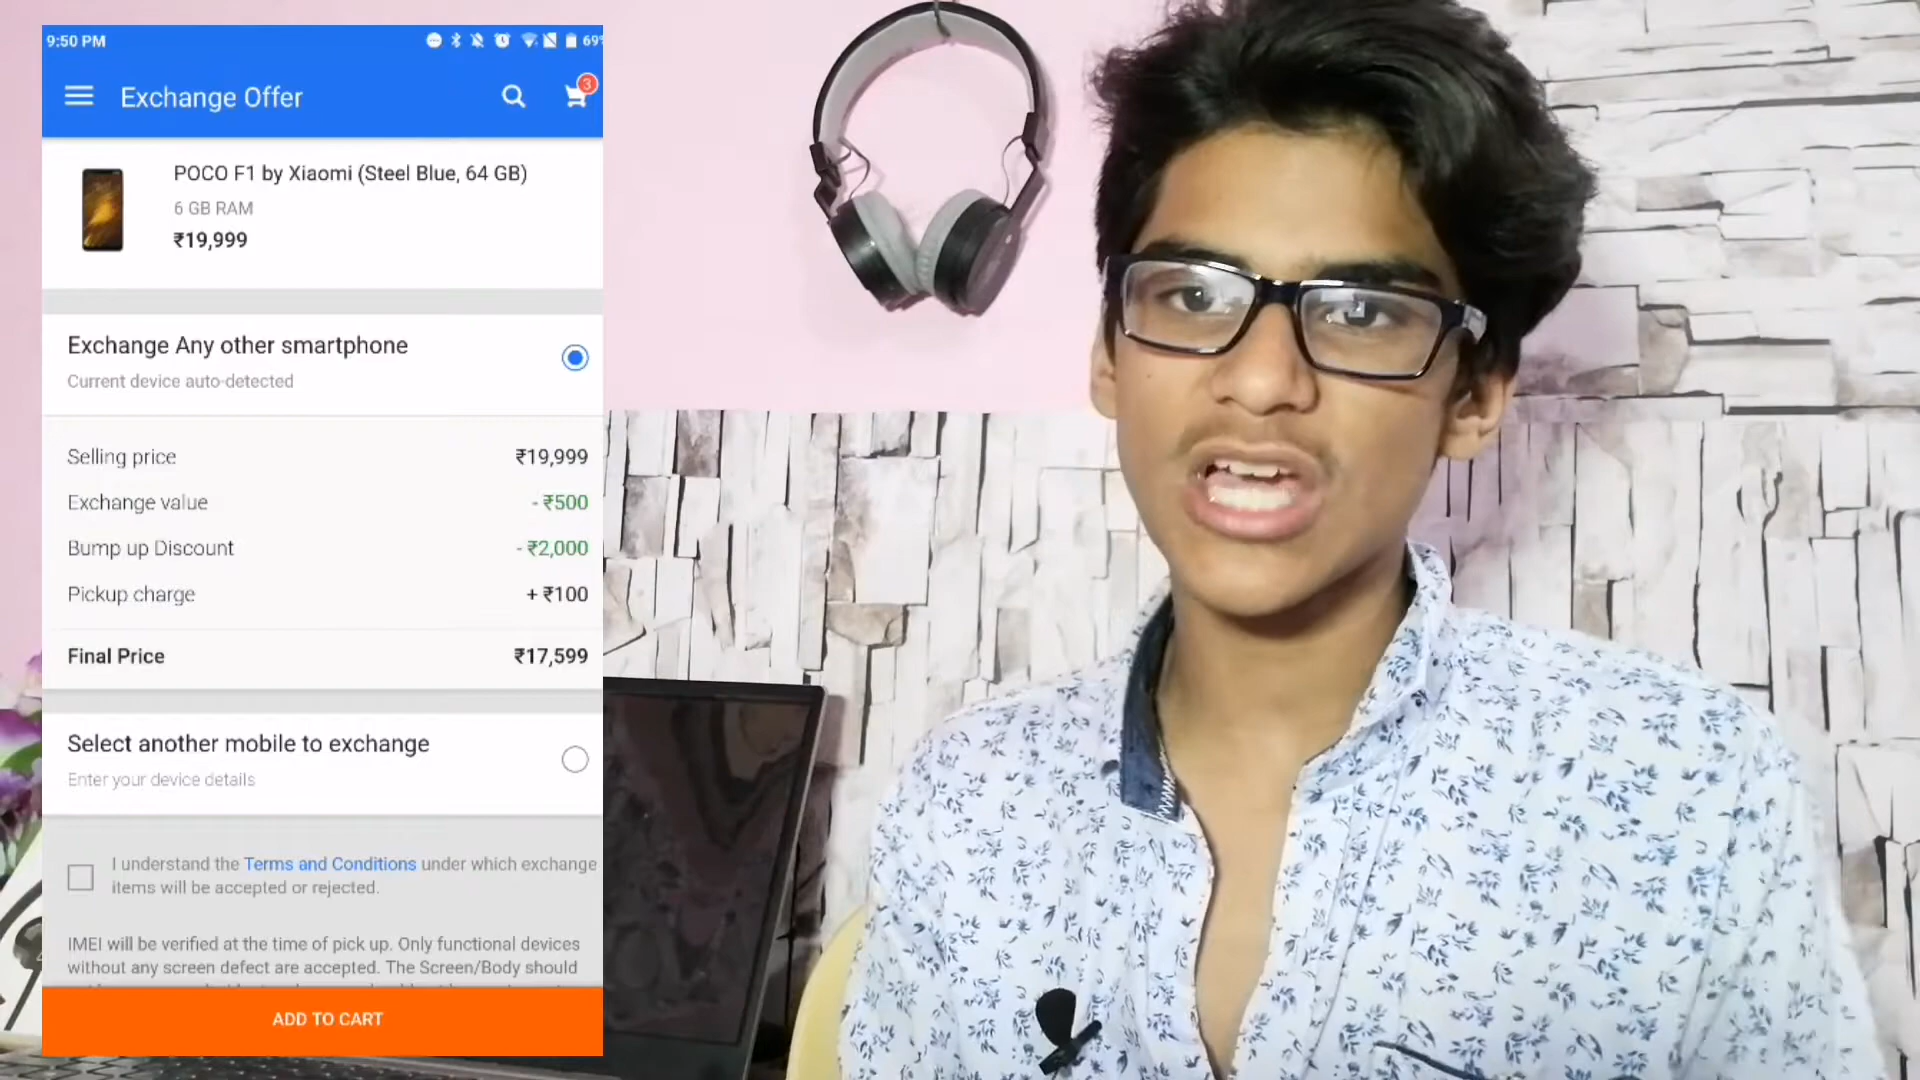 9:50 PM
69
Exchange Offer
3
POCO F1 by Xiaomi (Steel Blue, 64 GB)
6 GB RAM
₹19,999
Exchange Any other smartphone
Current device auto-detected
Selling price ₹19,999
Exchange value - ₹500
Bump up Discount - ₹2,000
Pickup charge + ₹100
Final Price ₹17,599
Select another mobile to exchange
Enter your device details
I understand the Terms and Conditions under which exchange
items will be accepted or rejected.
IMEI will be verified at the time of pick up. Only functional devices
without any screen defect are accepted. The Screen/Body should
ADD TO CART